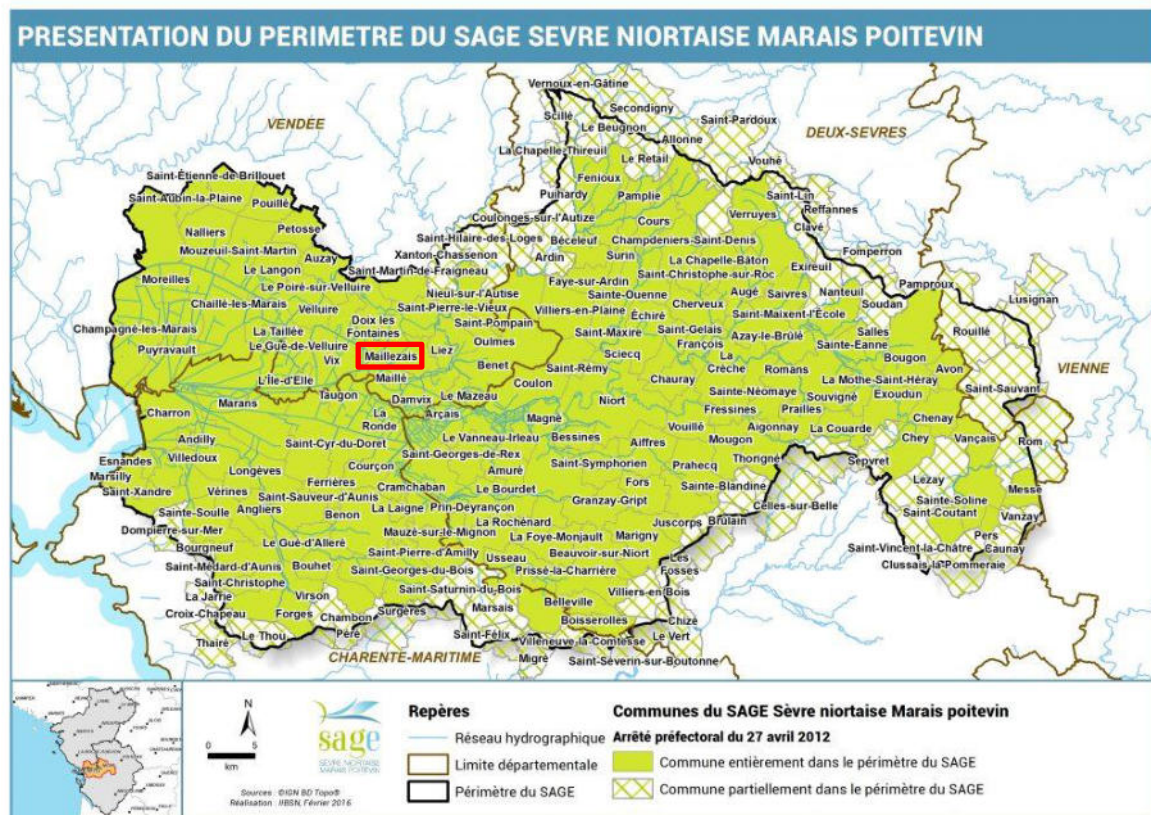 PRESENTATION DU PERIMETRE DU SAGE SEVRE NIORTAISE MARAIS POITEVIN
Vernoux-en-Gâtine
Secondigny
VENDÉE
Scillé
Le Beugnon
Saint-Pardoux
DEUX-SEVRES
Allonne
La Chapelle-Thireuil
Le Retail
Vouhé
Saint-Étienne de Brillouet
Fenioux
Saint-Aubin-la-Plaine
Pouillé
Puihardy
Pamplie
Saint-Lin
Reffannes
Coulonges-sur-l'Autize
Cours
Verruyes
Clavé
Nalliers
Petosse
Saint-Hilaire-des-Loges
Béceleuf
Champdeniers-Saint-Denis
Mouzeuil-Saint-Martin
Auzay
Xanton-Chassenon
Ardin
Surin
La Chapelle-Bâton
Exireuil
Fomperron
Moreilles
Le Langon
Saint-Martin-de-Fraigneau
Saint-Christophe-sur-Roc
Le Poiré-sur-Velluire
Nieul-sur-l'Autise
Faye-sur-Ardin
Sainte-Ouenne
Augé
Saivres
Nanteuil
Pamproux
Lusignan
Chaillé-les-Marais
Velluire
Saint-Pierre-le-Vieux
Villiers-en-Plaine
Échiré
Cherveux
Saint-Maixent-l'École
Soudan
Champagné-les-Marais
La Taillée
Doix les
Fontaines
Saint-Pompain
Saint-Maxire
Saint-Gelais
François
Azay-le-Brûlé
Salles
Rouillé
Puyravault
Le Gué-de-Velluire
Vix
Maillezais
Liez
Oulmes
Sciecq
La
Crèche
Sainte-Eanne
Bougon
Benet
Saint-Rémy
Romans
Avon
VIENNE
L'Île-d'Elle
Maillé
Coulon
Chauray
La Mothe-Saint-Héray
Saint-Sauvant
Taugon
Damvix
Le Mazeau
Niort
Sainte-Néomaye
Souvigné
Exoudun
Charron
Marans
La
Ronde
Arçais
Magné
Fressines
Prailles
Chenay
Andilly
Saint-Cyr-du-Doret
Le Vanneau-Irleau
Bessines
Aiffres
Vouillé
Aigonnay
La Couarde
Chey
Vançais
Rom
Esnandes
Villedoux
Saint-Georges-de-Rex
Mougon
Marsilly
Longèves
Courçon
Amuré
Saint-Symphorien
Prahecq
Thorigné
Sepvret
Lezay
Saint-Xandre
Vérines
Ferrières
Cramchaban
Le Bourdet
Fors
Sainte-Blandine
Sainte-Soline
Messé
Sainte-Soulle
Angliers
Saint-Sauveur-d'Aunis
La Laigne
Prin-Deyrançon
Granzay-Gript
Celles-sur-Belle
Saint-Coutant
Vanzay
Dompierre-sur-Mer
Benon
La Rochénard
Juscorps
Brûlain
Bourgneuf
Le Gué-d'Alleré
Mauzé-sur-le-Mignon
La Foye-Monjault
Marigny
Pers
Saint-Médard-d'Aunis
Saint-Pierre-d'Amilly
Usseau
Beauvoir-sur-Niort
Les
Fosses
Saint-Vincent-la-Châtre
Caunay
Saint-Christophe
Bouhet
Saint-Georges-du-Bois
Prissé-la-Charrière
Clussais-la-Pommeraie
La Jarrie
Virson
Saint-Saturnin-du-Bois
Villiers-en-Bois
Croix-Chapeau
Forges
Chambon
Surgères
Marsais
Belleville
Boisserolles
Chizé
Thairé
Le Thou
Péré
Saint-Félix
Villeneuve-la-Comtesse
Le Vert
CHARENTE-MARITIME
Migré
Saint-Séverin-sur-Boutonne
N
0 5
km
sage
SÈVRE NIORTAISE
MARAIS POITEVIN
Sources : ©IGN BD Topo®
Réalisation : IIBSN, Février 2016
Repères
Réseau hydrographique
Limite départementale
Périmètre du SAGE
Communes du SAGE Sèvre niortaise Marais poitevin
Arrêté préfectoral du 27 avril 2012
Commune entièrement dans le périmètre du SAGE
Commune partiellement dans le périmètre du SAGE